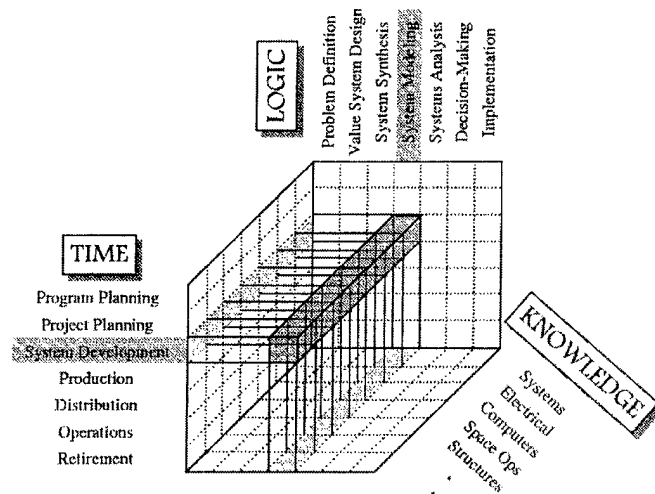 LOGIC
Problem Definition
Value System Design
System Synthesis
System Modeling
Systems Analysis
Decision-Making
Implementation
TIME
Program Planning
Project Planning
System Development
Production
Distribution
Operations
Retirement
KNOWLEDGE
Systems
Electrical
Computers
Space Ops
Structures